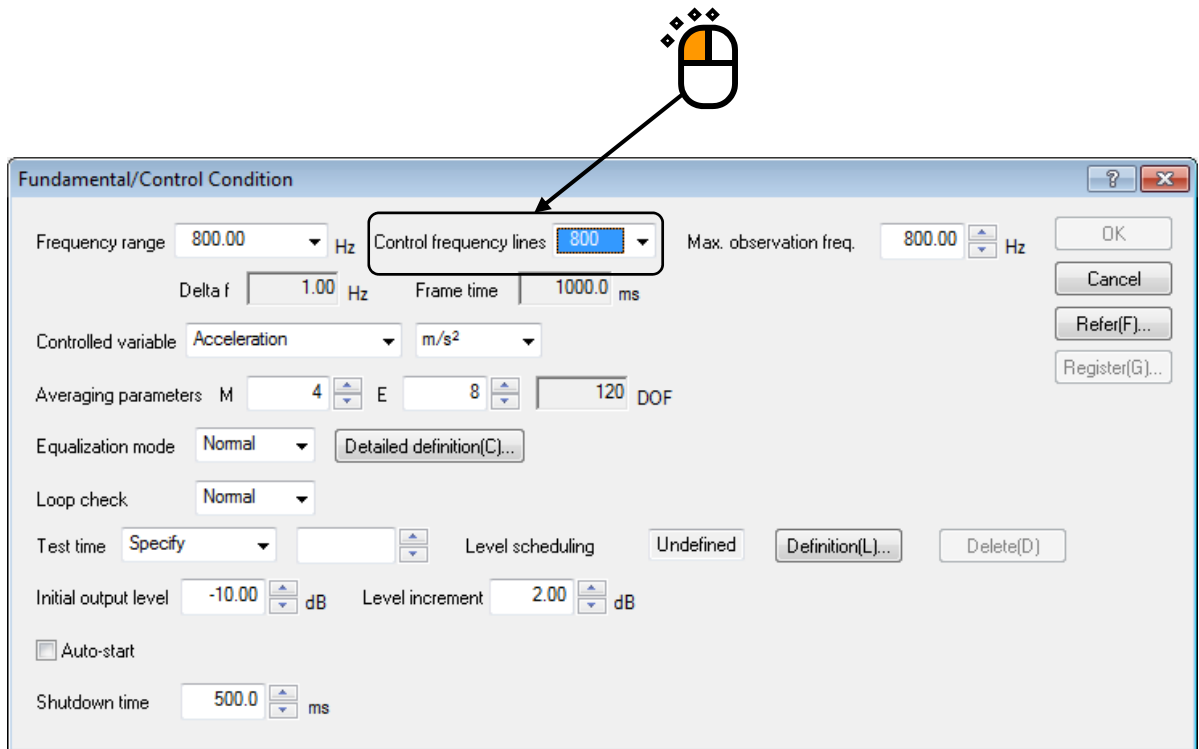 Fundamental/Control Condition
Frequency range 800.00 Hz Control frequency lines 800 Max. observation freq. 800.00 Hz OK
Delta f 1.00 Hz Frame time 1000.0 ms Cancel
Controlled variable Acceleration m/s² Refer(F)...
Register(G)...
Averaging parameters M 4 E 8 120 DOF
Equalization mode Normal Detailed definition(C)...
Loop check Normal
Test time Specify Level scheduling Undefined Definition(L)... Delete(D)
Initial output level -10.00 dB Level increment 2.00 dB
Auto-start
Shutdown time 500.0 ms